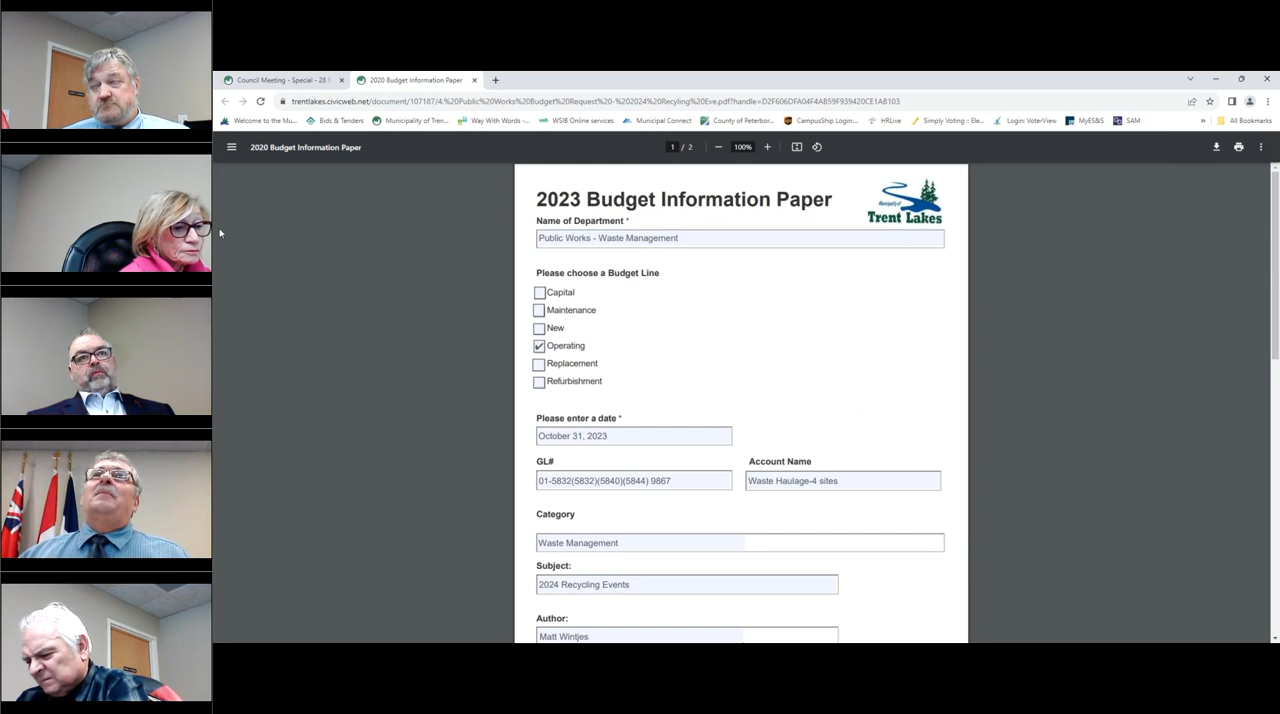 Council Meeting - Special - 28
2020 Budget Information Paper
trentlakes.civicweb.net/document/107187/4.%20Public%20Works%20Budget%20Request%20-%202024%20Recyling%20Eve.pdf?handle=D2F606DFA04F4AB59F939420CE1AB103
Welcome to the Mu... Bids & Tenders Municipality of Tren... Way With Words -... WSIB Online services Municipal Connect County of Peterbor... CampusShip Login... HRLive Simply Voting :: Ele... Login: VoterView MyES&S SAM » All Bookmarks
2020 Budget Information Paper 1 / 2 100%
2023 Budget Information Paper
Municipality of
Trent Lakes
Name of Department *
Public Works - Waste Management
Please choose a Budget Line
Capital
Maintenance
New
Operating
Replacement
Refurbishment
Please enter a date *
October 31, 2023
GL# Account Name
01-5832(5832)(5840)(5844) 9867 Waste Haulage-4 sites
Category
Waste Management
Subject:
2024 Recycling Events
Author:
Matt Wintjes